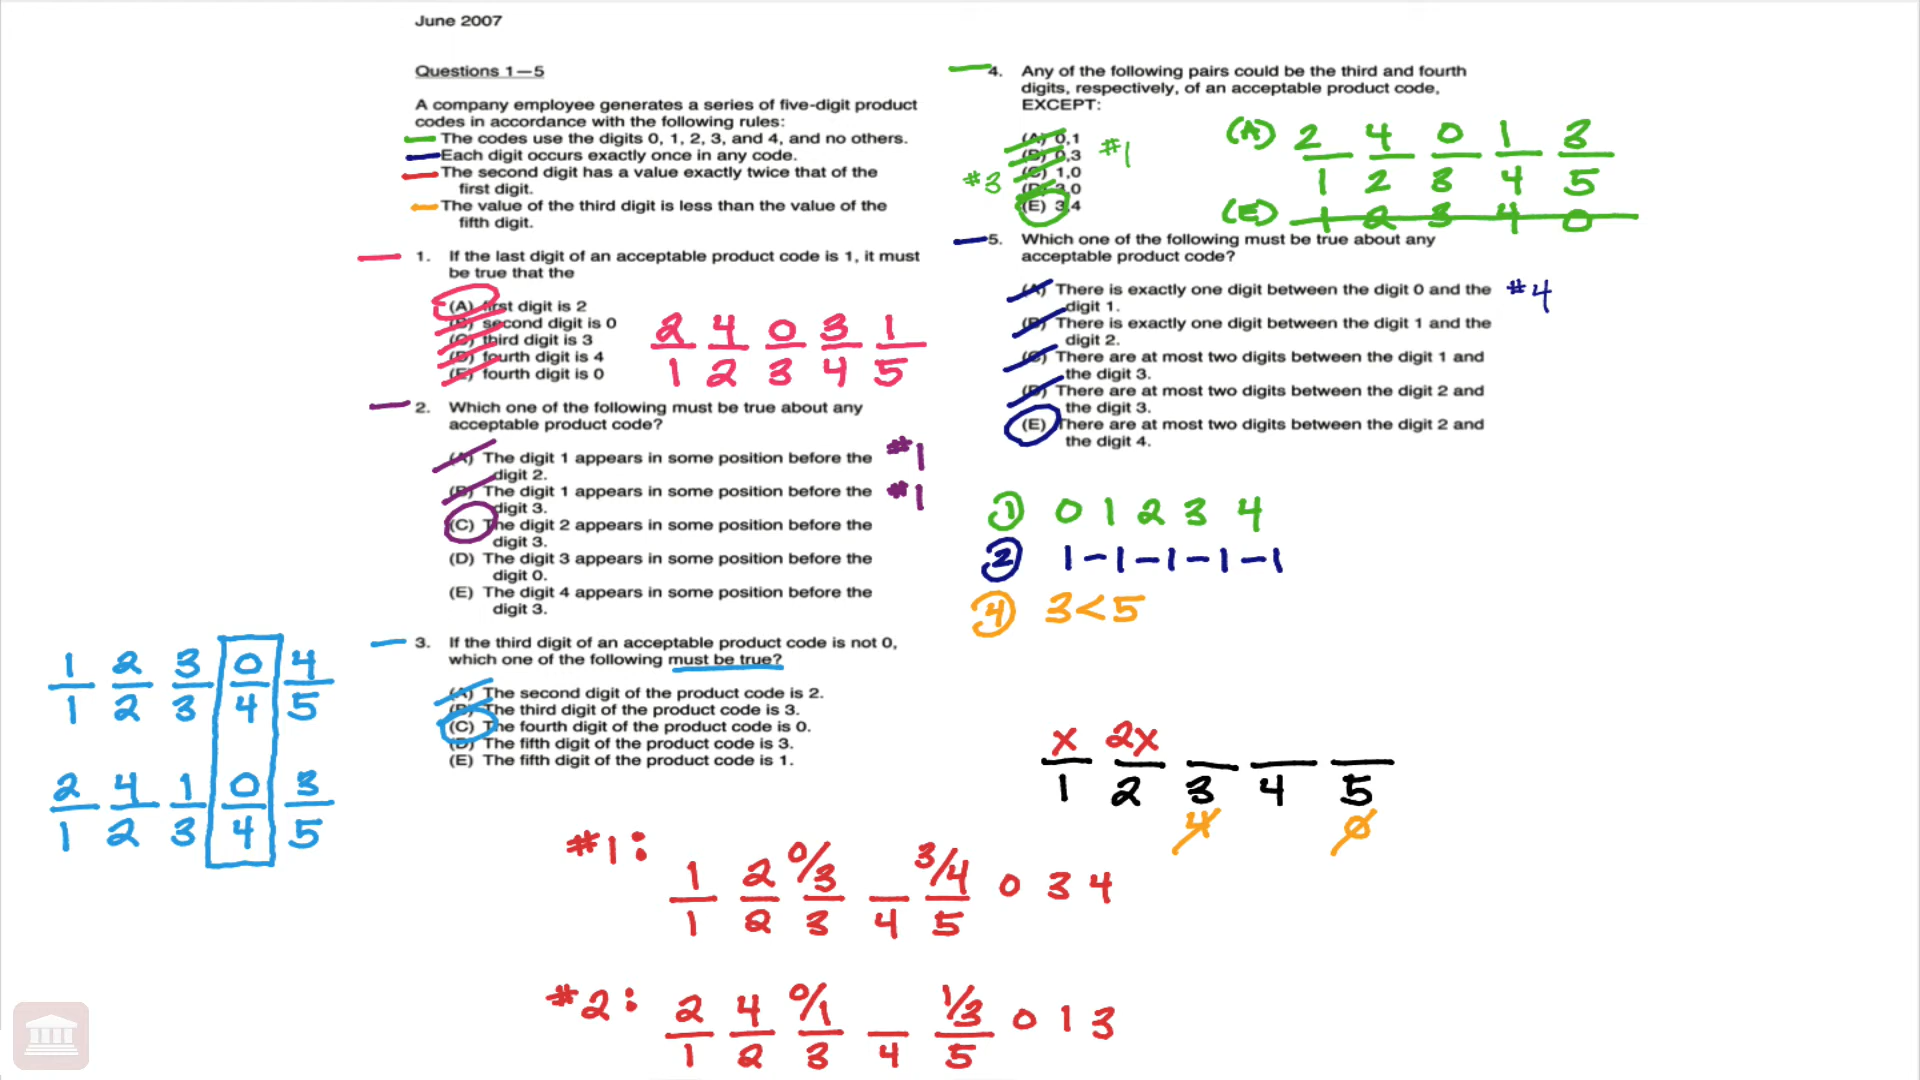 June 2007
Questions 1—5
A company employee generates a series of five-digit product
codes in accordance with the following rules:
The codes use the digits 0, 1, 2, 3, and 4, and no others.
Each digit occurs exactly once in any code.
The second digit has a value exactly twice that of the
first digit.
The value of the third digit is less than the value of the
fifth digit.
1. If the last digit of an acceptable product code is 1, it must
be true that the
(A) first digit is 2
(B) second digit is 0
(C) third digit is 3
(D) fourth digit is 4
(E) fourth digit is 0
2 4 0 3 1
1 2 3 4 5
2. Which one of the following must be true about any
acceptable product code?
(A) The digit 1 appears in some position before the
digit 2.
#1
(B) The digit 1 appears in some position before the
digit 3.
#1
(C) The digit 2 appears in some position before the
digit 3.
(D) The digit 3 appears in some position before the
digit 0.
(E) The digit 4 appears in some position before the
digit 3.
3. If the third digit of an acceptable product code is not 0,
which one of the following must be true?
(A) The second digit of the product code is 2.
(B) The third digit of the product code is 3.
(C) The fourth digit of the product code is 0.
(D) The fifth digit of the product code is 3.
(E) The fifth digit of the product code is 1.
1 2 3 0 4
1 2 3 4 5
2 4 1 0 3
1 2 3 4 5
4. Any of the following pairs could be the third and fourth
digits, respectively, of an acceptable product code,
EXCEPT:
(A) 0,1
(B) 0,3
(C) 1,0
(D) 3,0
(E) 3,4
#1
#3
(A) 2 4 0 1 3
1 2 3 4 5
(E) 1 2 3 4 0
5. Which one of the following must be true about any
acceptable product code?
(A) There is exactly one digit between the digit 0 and the
digit 1.
#4
(B) There is exactly one digit between the digit 1 and the
digit 2.
(C) There are at most two digits between the digit 1 and
the digit 3.
(D) There are at most two digits between the digit 2 and
the digit 3.
(E) There are at most two digits between the digit 2 and
the digit 4.
① 0 1 2 3 4
② 1 - 1 - 1 - 1 - 1
④ 3 < 5
x 2x
1 2 3 4 5
4 0
#1:
1 2 0/3 3/4 0 3 4
1 2 3 4 5
#2:
2 4 0/1 1/3 0 1 3
1 2 3 4 5